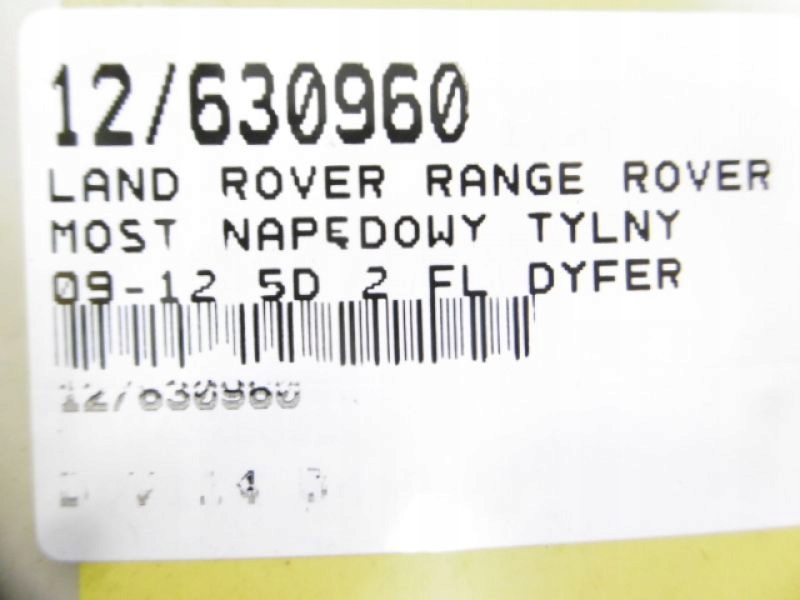 12/630960
LAND ROVER RANGE ROVER
MOST NAPĘDOWY TYLNY
09-12 5D 2 FL DYFER
12/630960